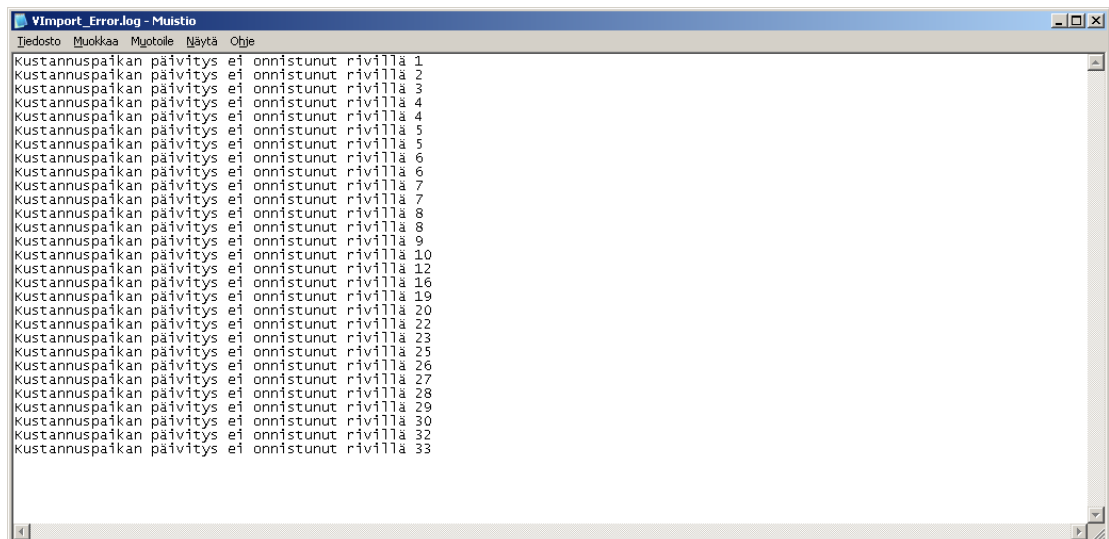 VImport_Error.log - Muistio
Tiedosto Muokkaa Muotoile Näytä Ohje
Kustannuspaikan päivitys ei onnistunut rivillä 1
Kustannuspaikan päivitys ei onnistunut rivillä 2
Kustannuspaikan päivitys ei onnistunut rivillä 3
Kustannuspaikan päivitys ei onnistunut rivillä 4
Kustannuspaikan päivitys ei onnistunut rivillä 4
Kustannuspaikan päivitys ei onnistunut rivillä 5
Kustannuspaikan päivitys ei onnistunut rivillä 5
Kustannuspaikan päivitys ei onnistunut rivillä 6
Kustannuspaikan päivitys ei onnistunut rivillä 6
Kustannuspaikan päivitys ei onnistunut rivillä 7
Kustannuspaikan päivitys ei onnistunut rivillä 7
Kustannuspaikan päivitys ei onnistunut rivillä 8
Kustannuspaikan päivitys ei onnistunut rivillä 8
Kustannuspaikan päivitys ei onnistunut rivillä 9
Kustannuspaikan päivitys ei onnistunut rivillä 10
Kustannuspaikan päivitys ei onnistunut rivillä 12
Kustannuspaikan päivitys ei onnistunut rivillä 16
Kustannuspaikan päivitys ei onnistunut rivillä 19
Kustannuspaikan päivitys ei onnistunut rivillä 20
Kustannuspaikan päivitys ei onnistunut rivillä 22
Kustannuspaikan päivitys ei onnistunut rivillä 23
Kustannuspaikan päivitys ei onnistunut rivillä 25
Kustannuspaikan päivitys ei onnistunut rivillä 26
Kustannuspaikan päivitys ei onnistunut rivillä 27
Kustannuspaikan päivitys ei onnistunut rivillä 28
Kustannuspaikan päivitys ei onnistunut rivillä 29
Kustannuspaikan päivitys ei onnistunut rivillä 30
Kustannuspaikan päivitys ei onnistunut rivillä 32
Kustannuspaikan päivitys ei onnistunut rivillä 33